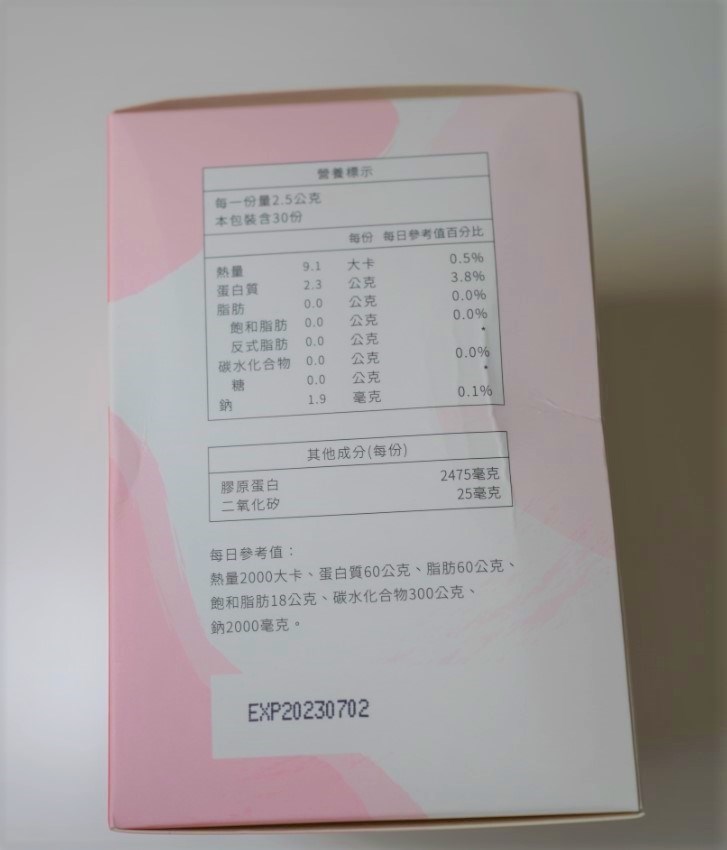 營養標示
每一份量2.5公克
本包裝含30份
每份 每日參考值百分比
熱量 9.1 大卡 0.5%
蛋白質 2.3 公克 3.8%
脂肪 0.0 公克 0.0%
飽和脂肪 0.0 公克 0.0%
反式脂肪 0.0 公克 *
碳水化合物 0.0 公克 0.0%
糖 0.0 公克 *
鈉 1.9 毫克 0.1%
其他成分(每份)
膠原蛋白 2475毫克
二氧化矽 25毫克
每日參考值：
熱量2000大卡、蛋白質60公克、脂肪60公克、
飽和脂肪18公克、碳水化合物300公克、
鈉2000毫克。
EXP20230702